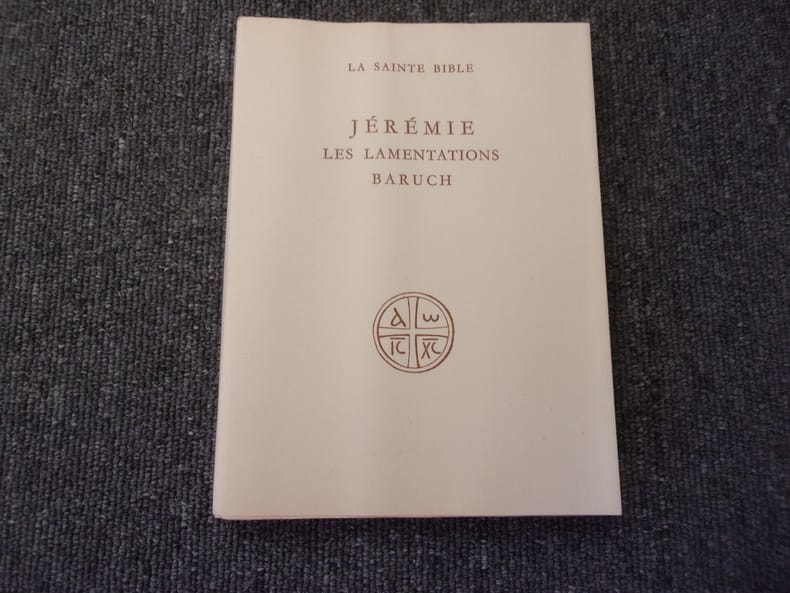 LA SAINTE BIBLE
JÉRÉMIE
LES LAMENTATIONS
BARUCH
α ω
IC XC